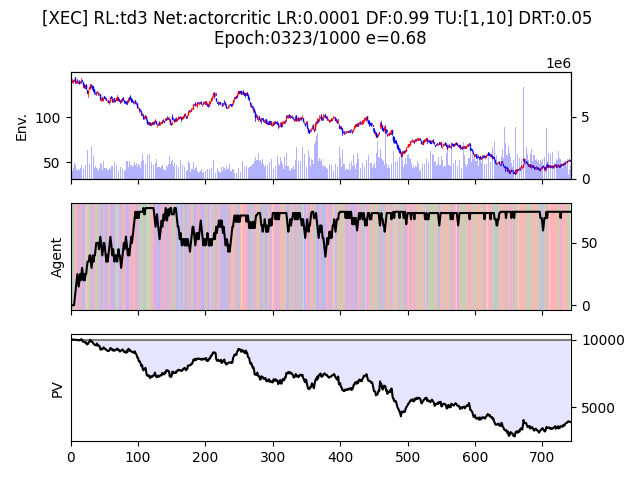 [XEC] RL:td3 Net:actorcritic LR:0.0001 DF:0.99 TU:[1,10] DRT:0.05
Epoch:0323/1000 e=0.68
1e6
Env.
100
50
5
0
Agent
50
0
PV
10000
5000
0 100 200 300 400 500 600 700